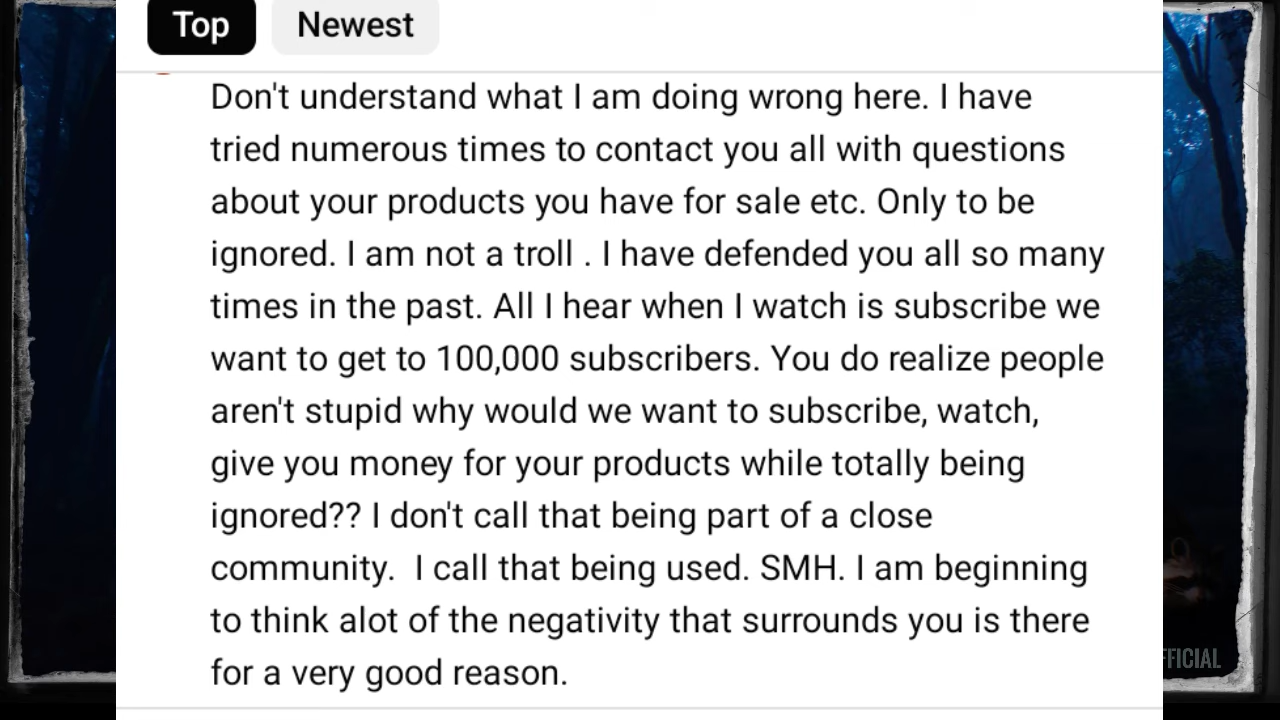 Top Newest
Don't understand what I am doing wrong here. I have
tried numerous times to contact you all with questions
about your products you have for sale etc. Only to be
ignored. I am not a troll . I have defended you all so many
times in the past. All I hear when I watch is subscribe we
want to get to 100,000 subscribers. You do realize people
aren't stupid why would we want to subscribe, watch,
give you money for your products while totally being
ignored?? I don't call that being part of a close
community.  I call that being used. SMH. I am beginning
to think alot of the negativity that surrounds you is there
for a very good reason.